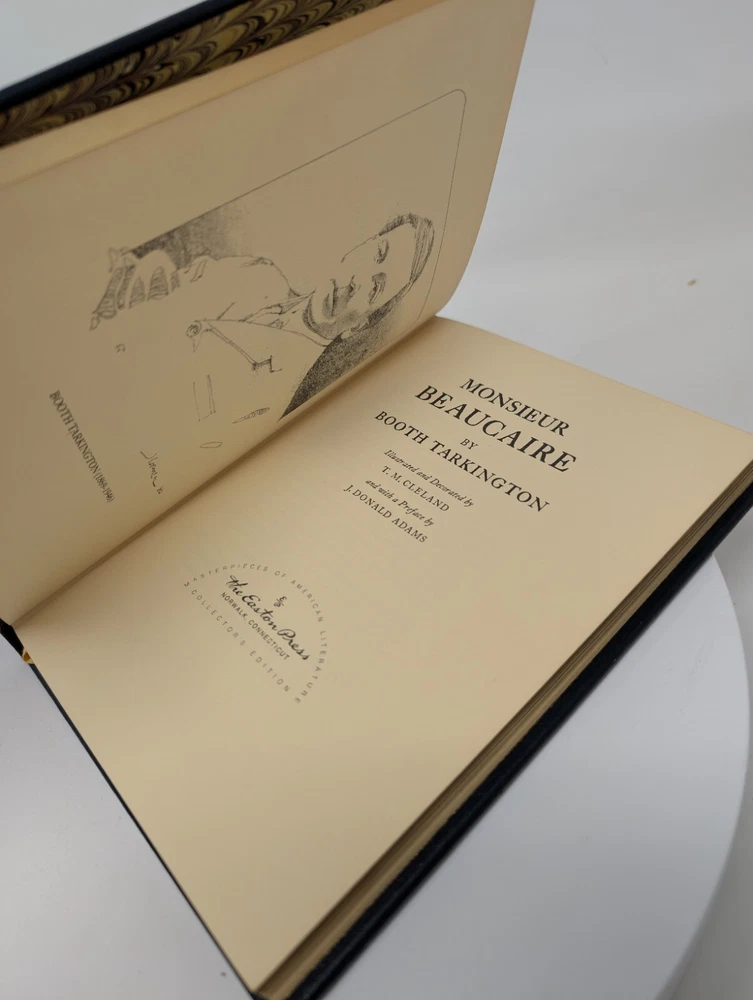 BOOTH TARKINGTON (1869-1946)
MONSIEUR
BEAUCAIRE
BY
BOOTH TARKINGTON
Illustrated and Decorated by
T. M. CLELAND
and with a Preface by
J. DONALD ADAMS
MASTERPIECES OF AMERICAN LITERATURE
The Easton Press
NORWALK, CONNECTICUT
COLLECTOR'S EDITION